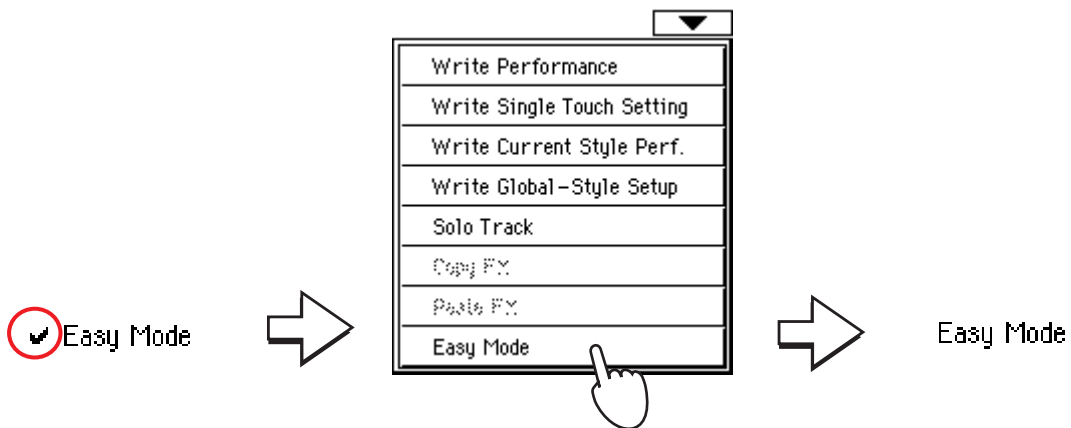 Write Performance
Write Single Touch Setting
Write Current Style Perf.
Write Global-Style Setup
Solo Track
Copy FX
Paste FX
Easy Mode
Easy Mode
Easy Mode